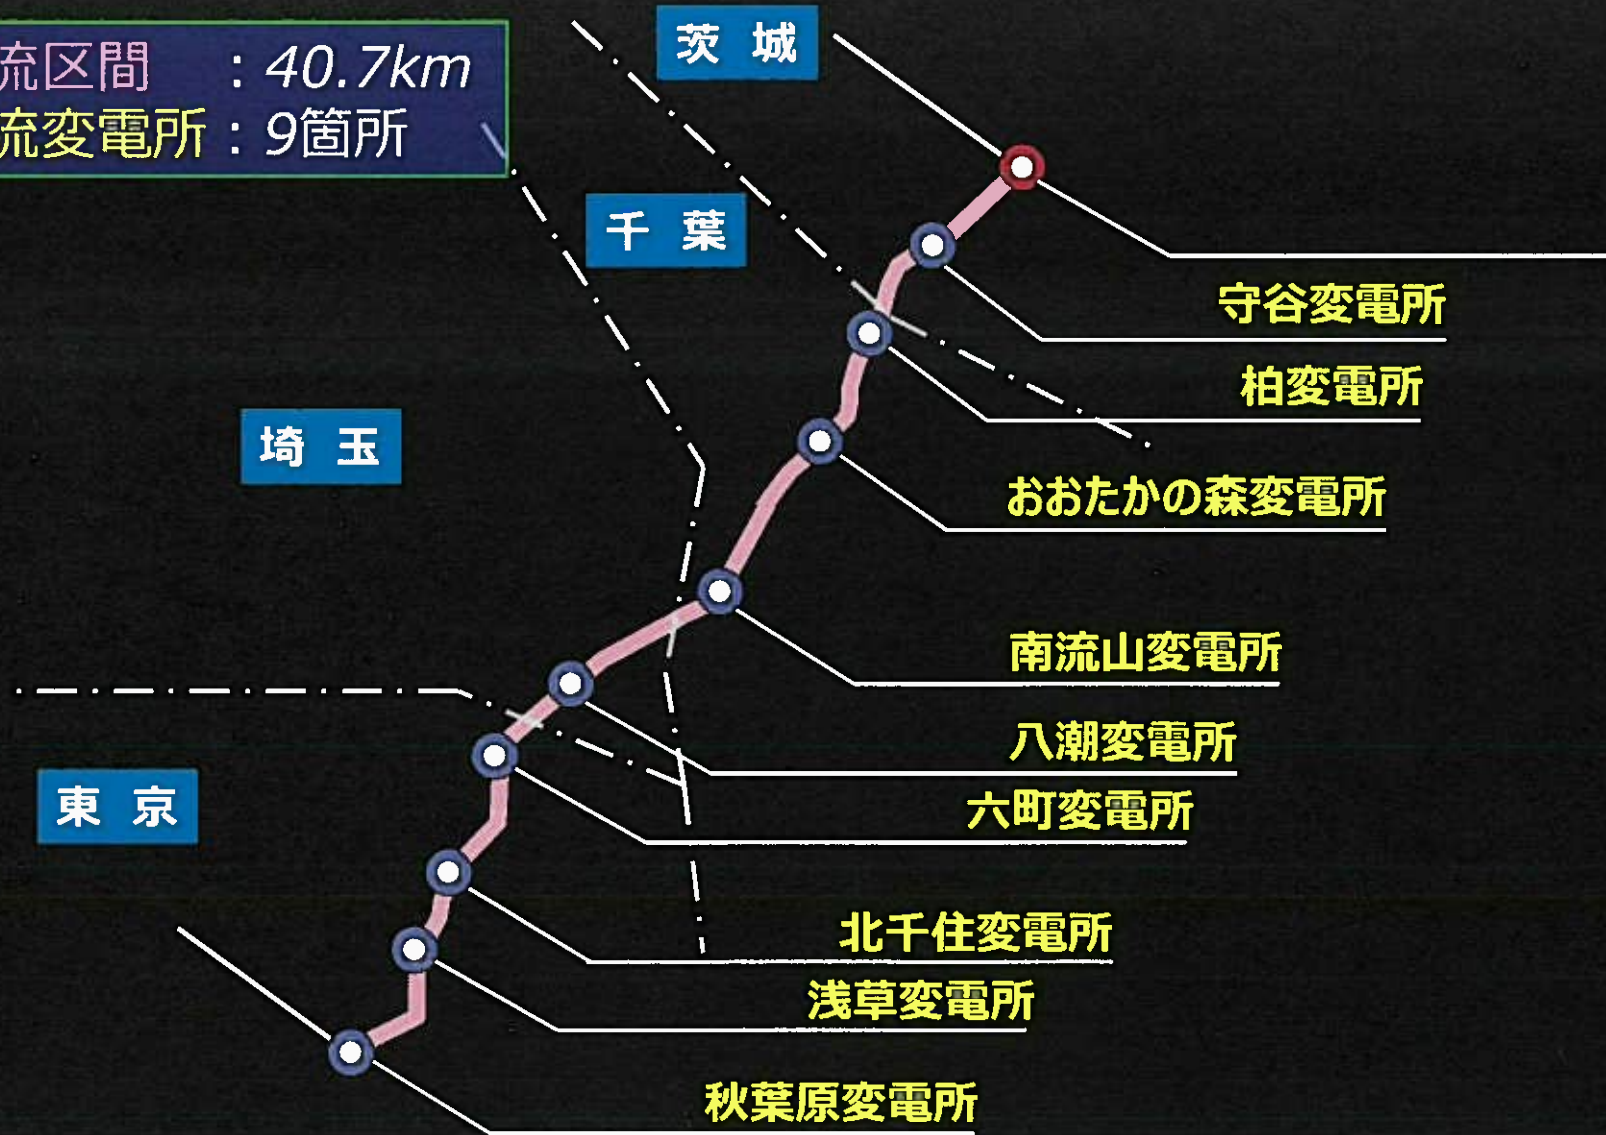 流区間 : 40.7km
流変電所 : 9箇所
茨 城
千 葉
守谷変電所
柏変電所
埼 玉
おおたかの森変電所
南流山変電所
八潮変電所
六町変電所
東 京
北千住変電所
浅草変電所
秋葉原変電所